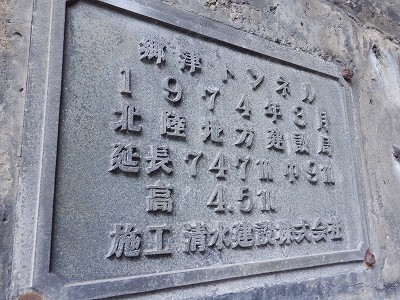 郷津トンネル
1974年3月
北陸地方建設局
延長747m 巾9m
高 4.5m
施工 清水建設株式会社